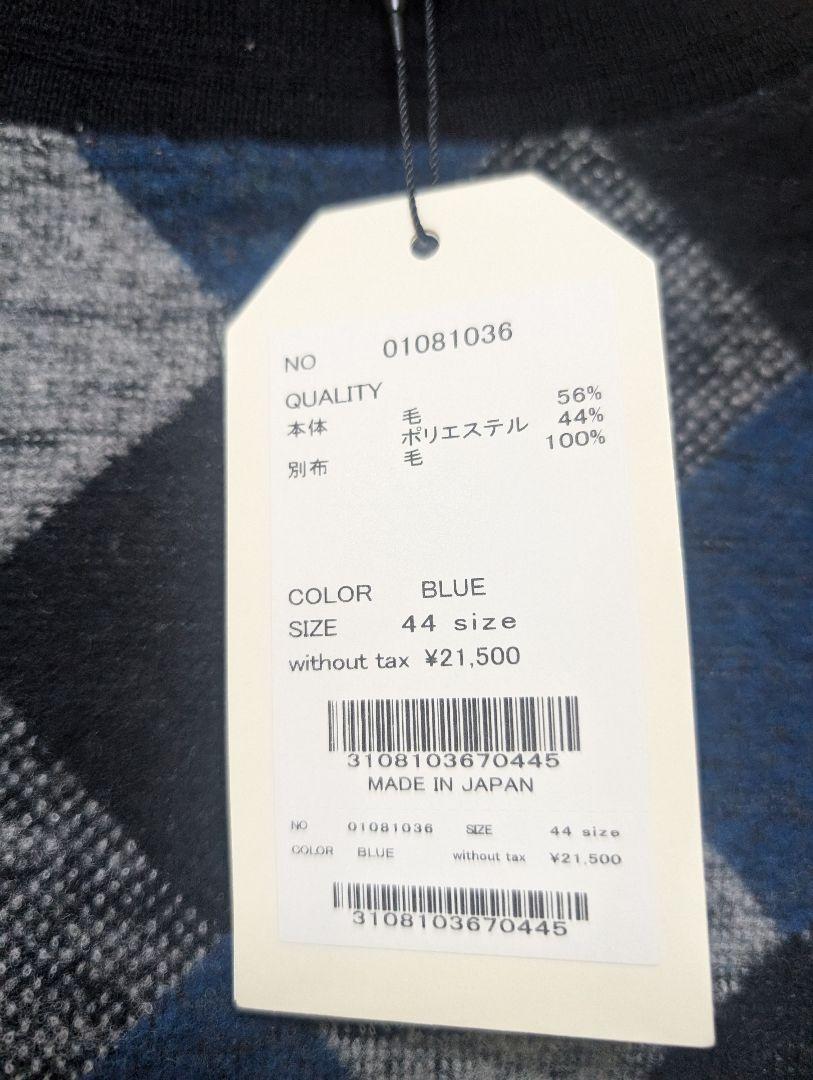 NO 01081036
QUALITY
本体 毛 56%
ポリエステル 44%
別布 毛 100%
COLOR BLUE
SIZE 44 size
without tax ¥21,500
3108103670445
MADE IN JAPAN
NO 01081036 SIZE 44 size
COLOR BLUE without tax ¥21,500
3108103670445